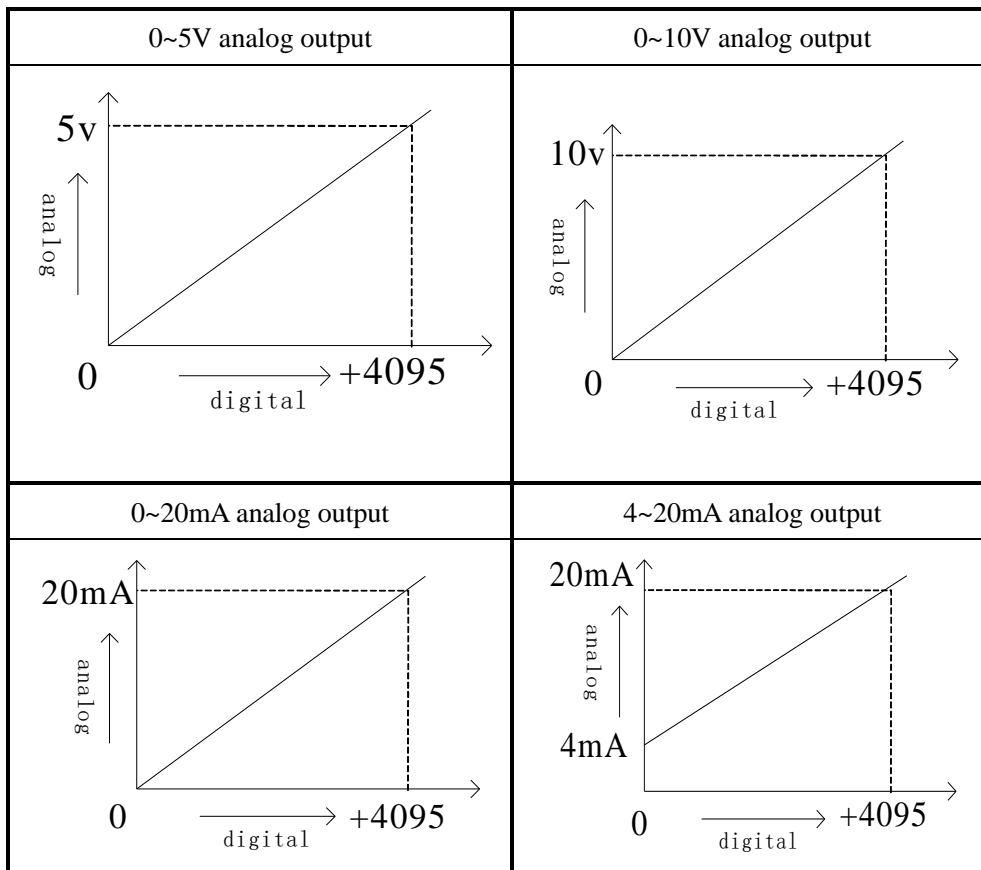 0~5V analog output
5v
analog
0
+4095
digital
0~10V analog output
10v
analog
0
+4095
digital
0~20mA analog output
20mA
analog
0
+4095
digital
4~20mA analog output
20mA
analog
4mA
0
+4095
digital